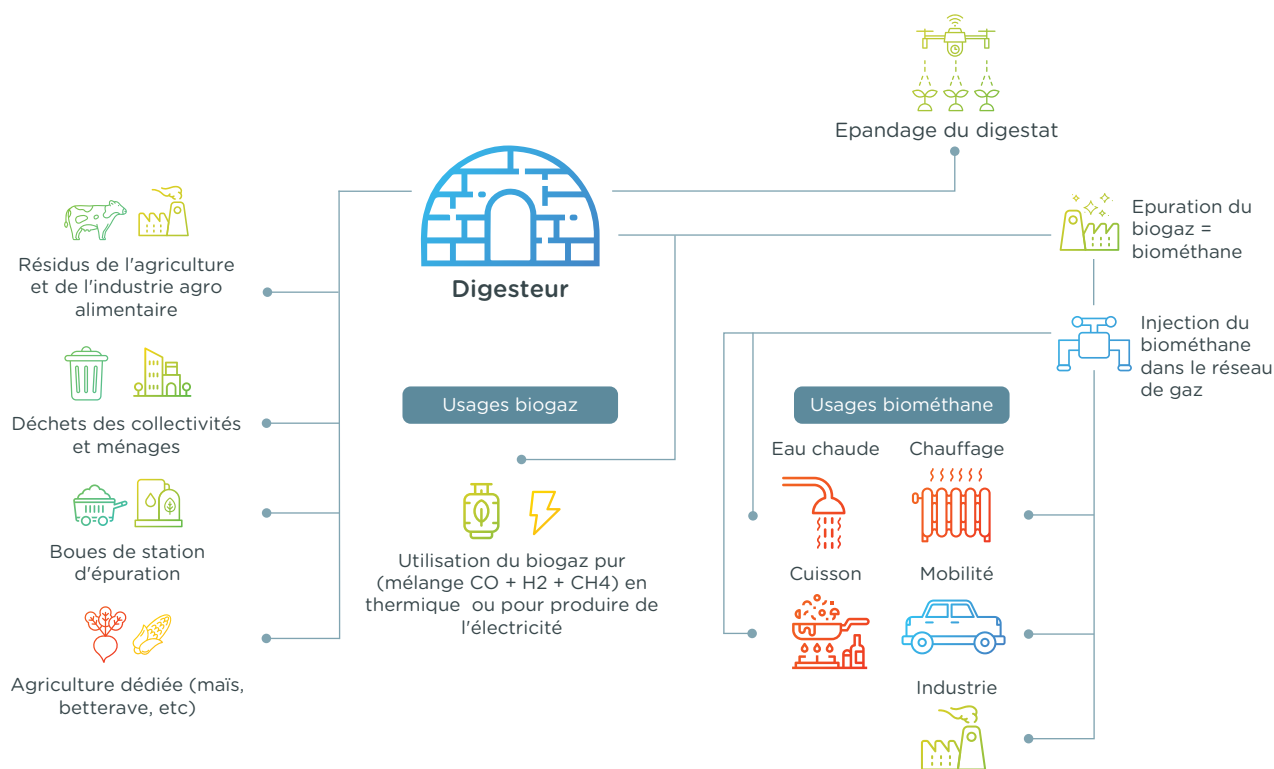 Epandage du digestat
Résidus de l'agriculture
et de l'industrie agro
alimentaire
Déchets des collectivités
et ménages
Boues de station
d'épuration
Agriculture dédiée (maïs,
betterave, etc)
Digesteur
Usages biogaz
Utilisation du biogaz pur
(mélange CO + H2 + CH4) en
thermique ou pour produire de
l'électricité
Epuration du
biogaz =
biométhane
Injection du
biométhane
dans le réseau
de gaz
Usages biométhane
Eau chaude
Chauffage
Cuisson
Mobilité
Industrie